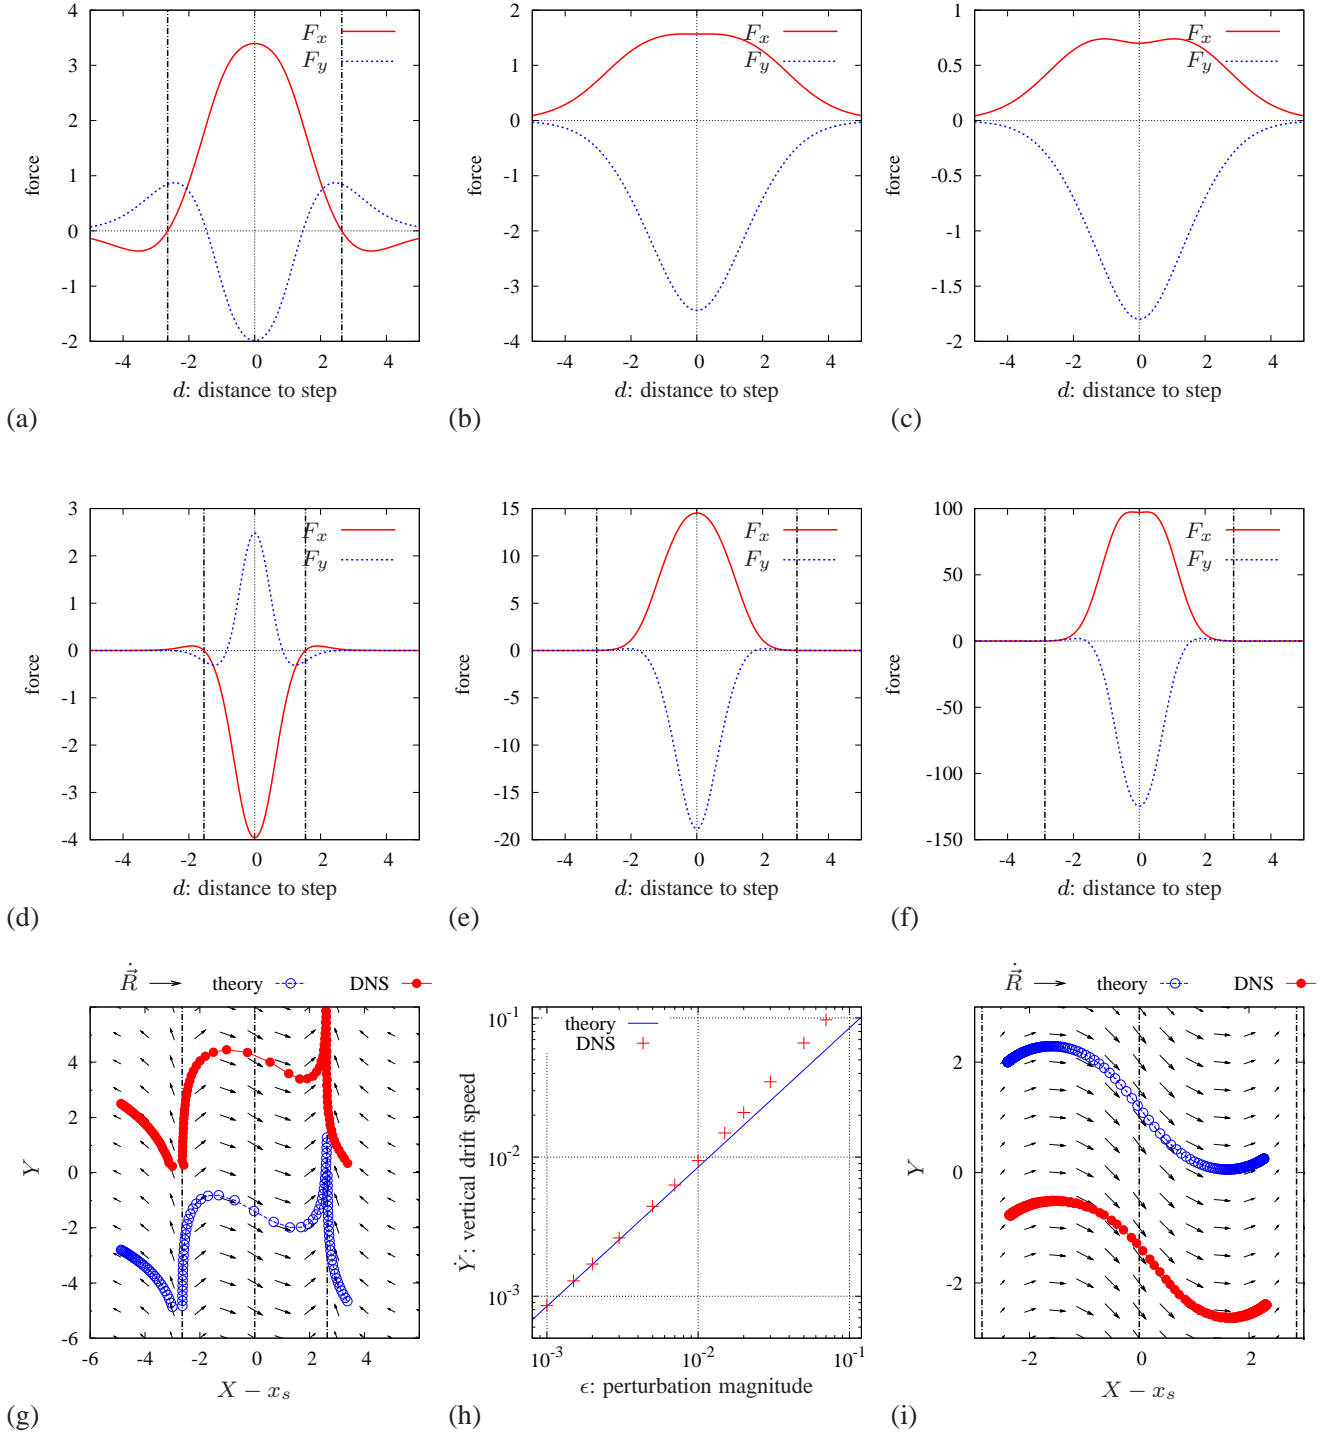 4
3
2
1
0
-1
-2
-4
-2
0
2
4
force
d: distance to step
F_x
F_y
(a)
2
1
0
-1
-2
-3
-4
-4
-2
0
2
4
force
d: distance to step
F_x
F_y
(b)
1
0.5
0
-0.5
-1
-1.5
-2
-4
-2
0
2
4
force
d: distance to step
F_x
F_y
(c)
3
2
1
0
-1
-2
-3
-4
-4
-2
0
2
4
force
d: distance to step
F_x
F_y
(d)
15
10
5
0
-5
-10
-15
-20
-4
-2
0
2
4
force
d: distance to step
F_x
F_y
(e)
100
50
0
-50
-100
-150
-4
-2
0
2
4
force
d: distance to step
F_x
F_y
(f)
Ṙ⃗ theory DNS
4
2
0
-2
-4
-6
-6
-4
-2
0
2
4
Y
X − x_s
(g)
theory
DNS
10^-1
10^-2
10^-3
10^-3
10^-2
10^-1
Ẏ: vertical drift speed
ϵ: perturbation magnitude
(h)
Ṙ⃗ theory DNS
2
0
-2
-2
0
2
Y
X − x_s
(i)